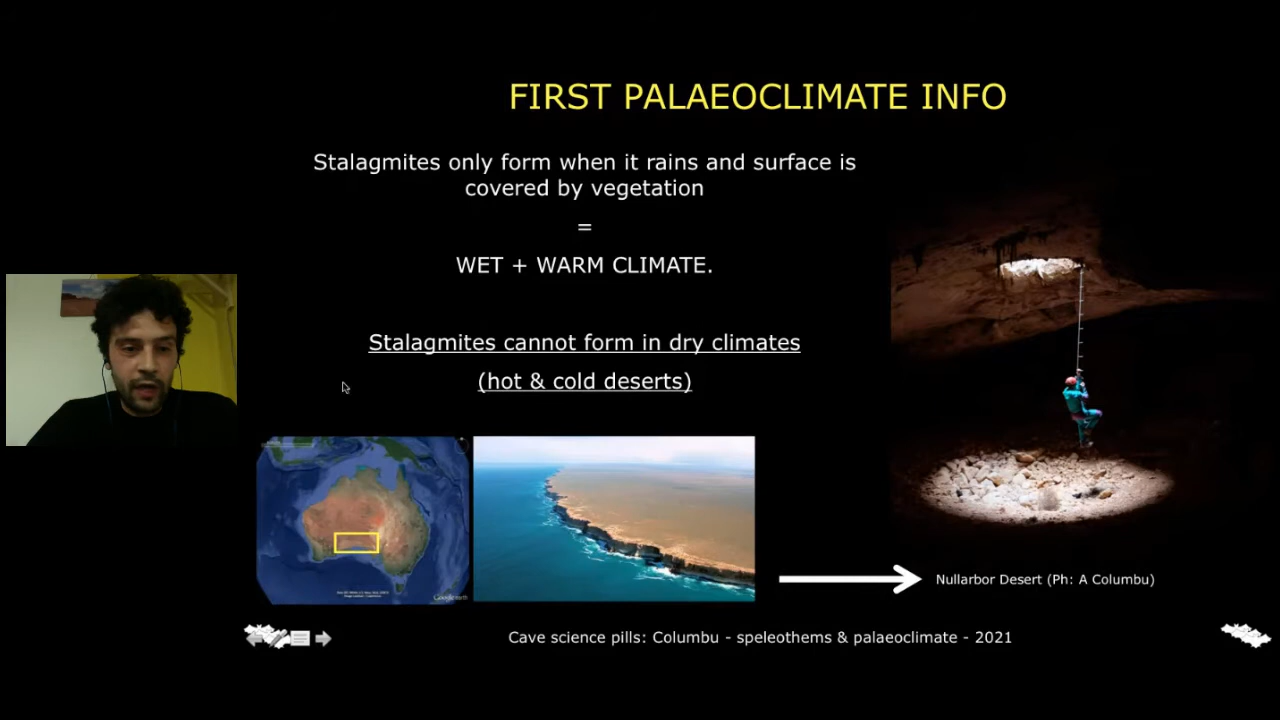 FIRST PALAEOCLIMATE INFO
Stalagmites only form when it rains and surface is
covered by vegetation
=
WET + WARM CLIMATE.
Stalagmites cannot form in dry climates
(hot & cold deserts)
Google earth
Nullarbor Desert (Ph: A Columbu)
Cave science pills: Columbu - speleothems & palaeoclimate - 2021